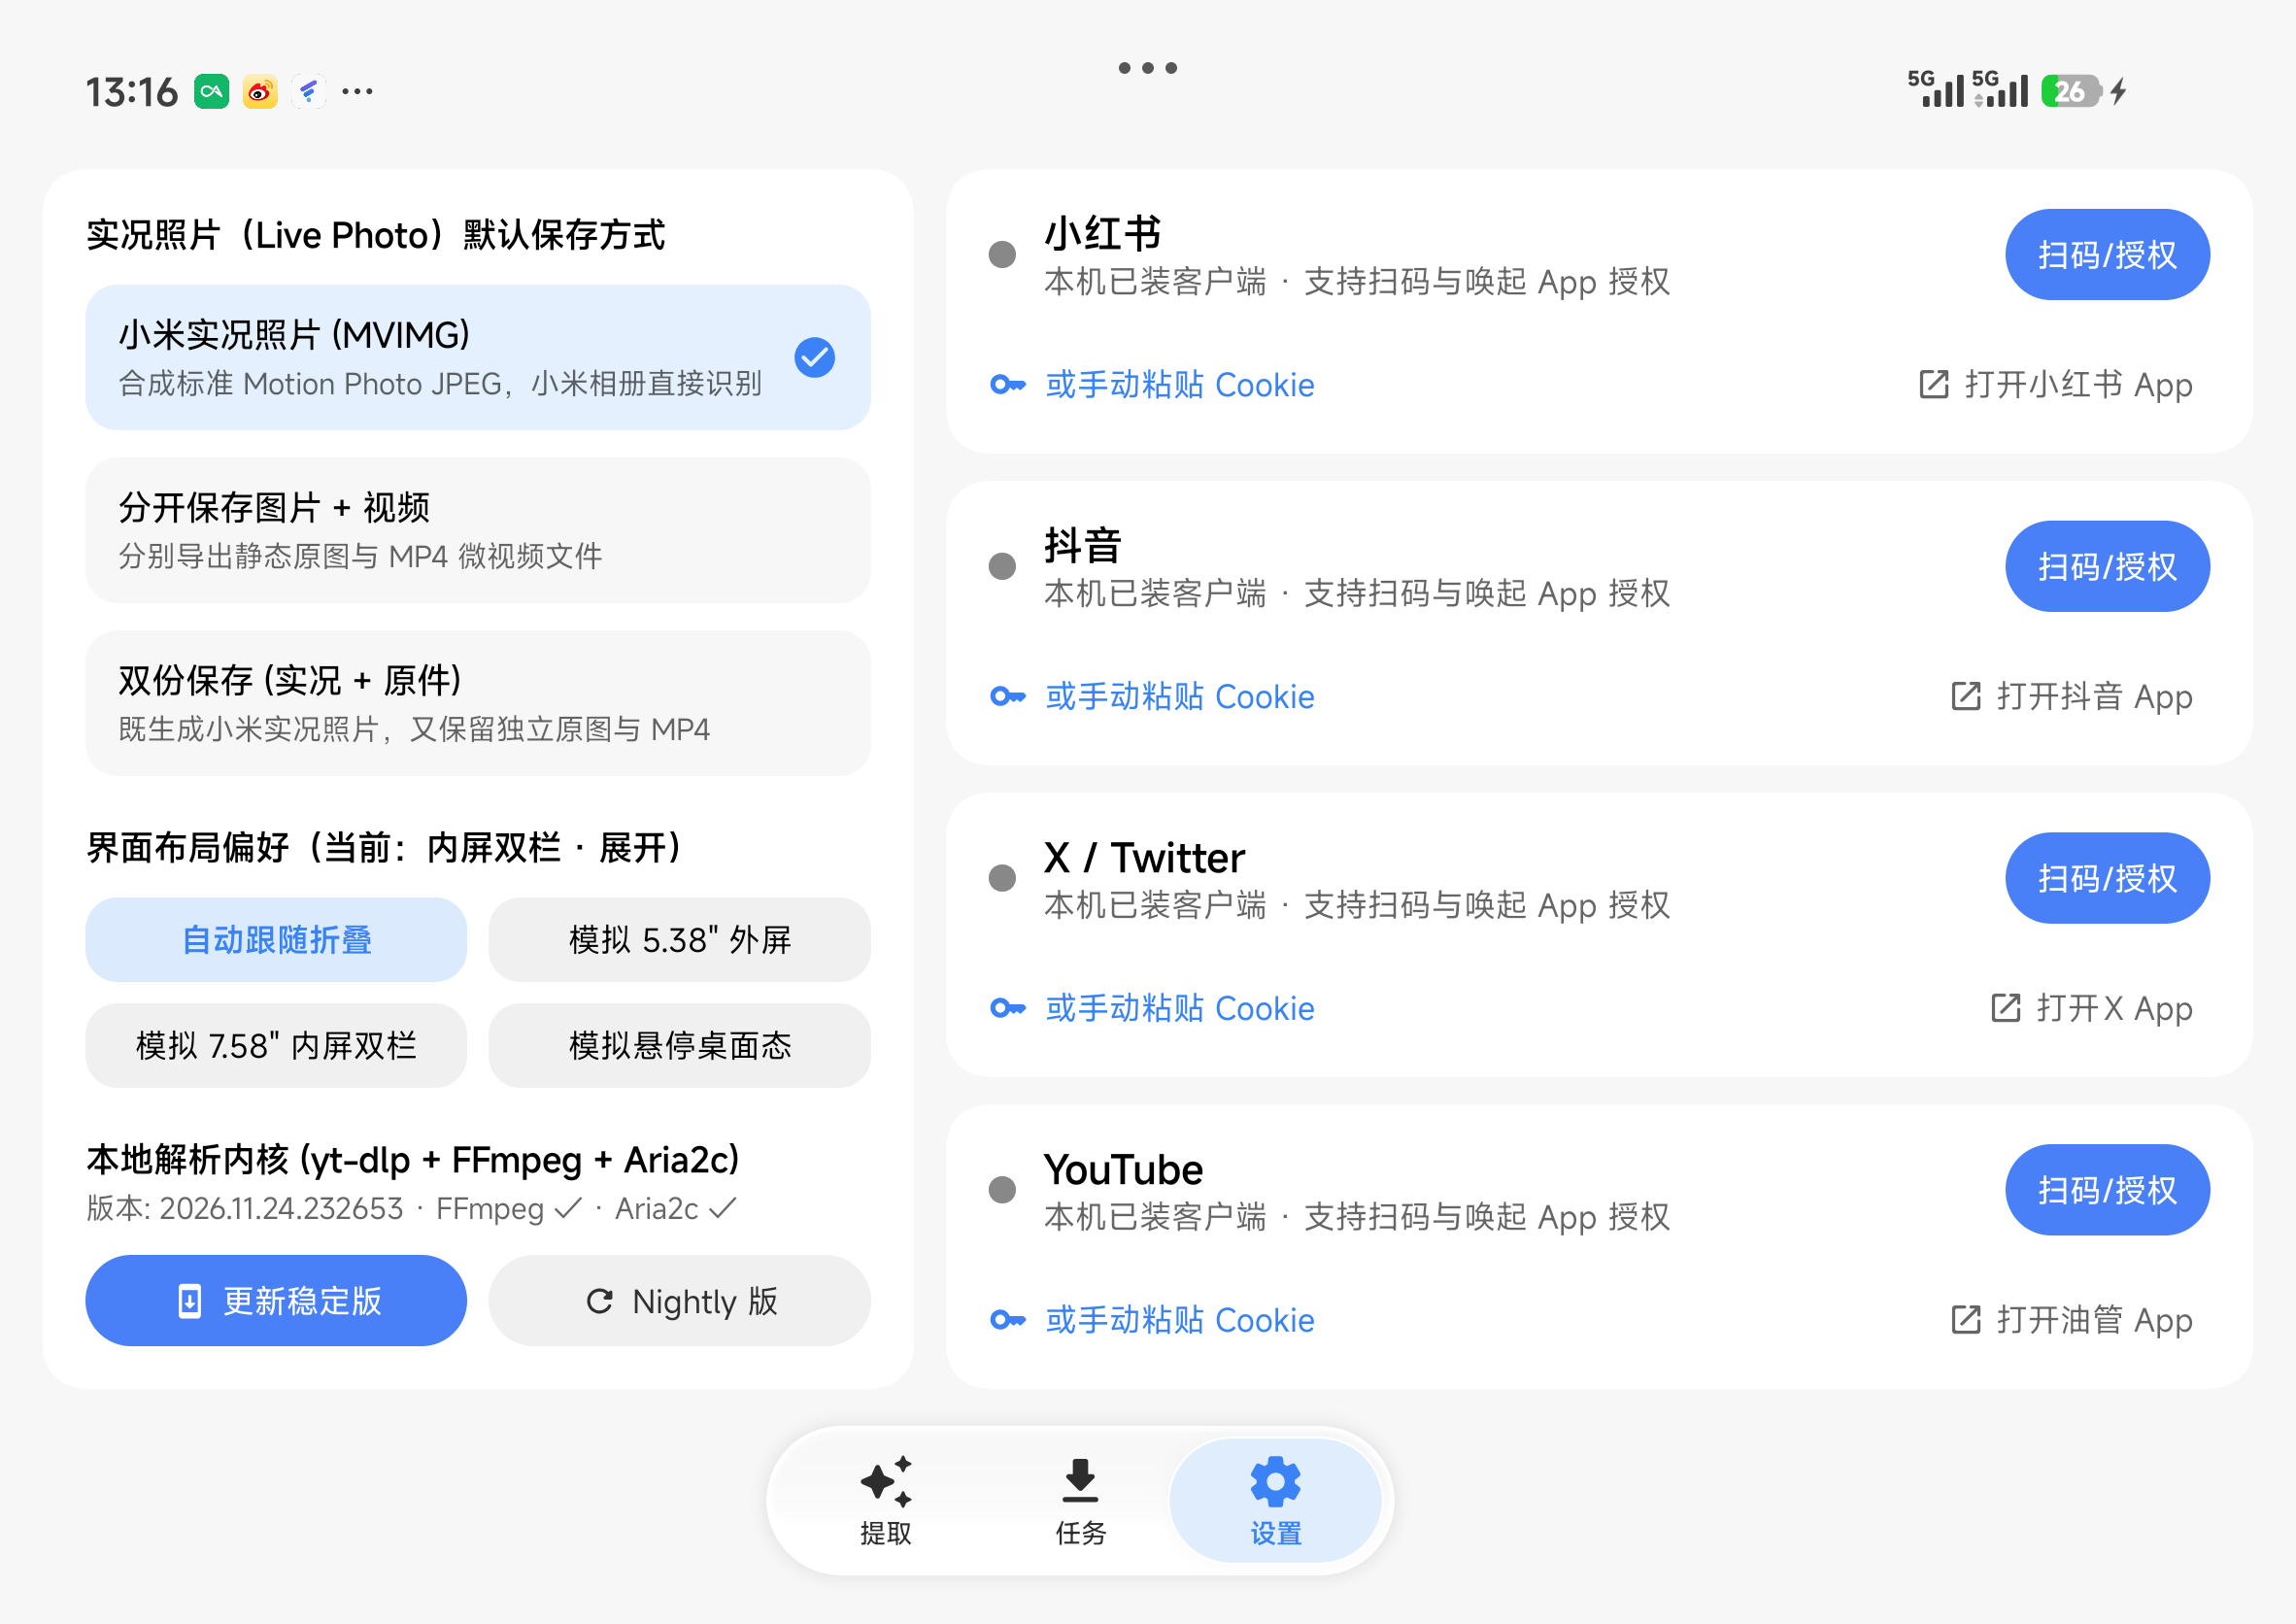 13:16
5G 5G 26
实况照片（Live Photo）默认保存方式
小米实况照片 (MVIMG)
合成标准 Motion Photo JPEG，小米相册直接识别
分开保存图片 + 视频
分别导出静态原图与 MP4 微视频文件
双份保存 (实况 + 原件)
既生成小米实况照片，又保留独立原图与 MP4
界面布局偏好（当前：内屏双栏 · 展开）
自动跟随折叠
模拟 5.38" 外屏
模拟 7.58" 内屏双栏
模拟悬停桌面态
本地解析内核 (yt-dlp + FFmpeg + Aria2c)
版本: 2026.11.24.232653 · FFmpeg ✓ · Aria2c ✓
更新稳定版
Nightly 版
小红书
本机已装客户端 · 支持扫码与唤起 App 授权
扫码/授权
或手动粘贴 Cookie
打开小红书 App
抖音
本机已装客户端 · 支持扫码与唤起 App 授权
扫码/授权
或手动粘贴 Cookie
打开抖音 App
X / Twitter
本机已装客户端 · 支持扫码与唤起 App 授权
扫码/授权
或手动粘贴 Cookie
打开X App
YouTube
本机已装客户端 · 支持扫码与唤起 App 授权
扫码/授权
或手动粘贴 Cookie
打开油管 App
提取
任务
设置